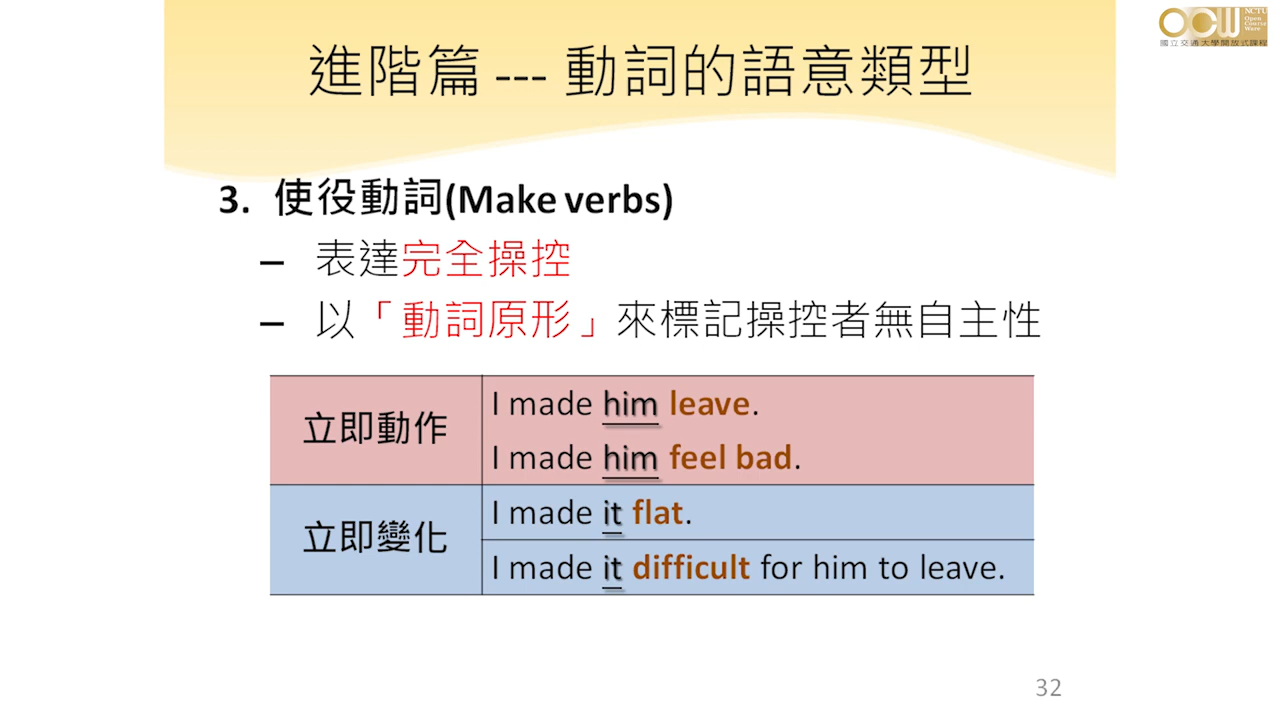 NCTU
Open
Course
Ware
OCW
國立交通大學開放式課程
進階篇 --- 動詞的語意類型
3. 使役動詞(Make verbs)
– 表達完全操控
– 以「動詞原形」來標記操控者無自主性
立即動作
I made him leave.
I made him feel bad.
立即變化
I made it flat.
I made it difficult for him to leave.
32